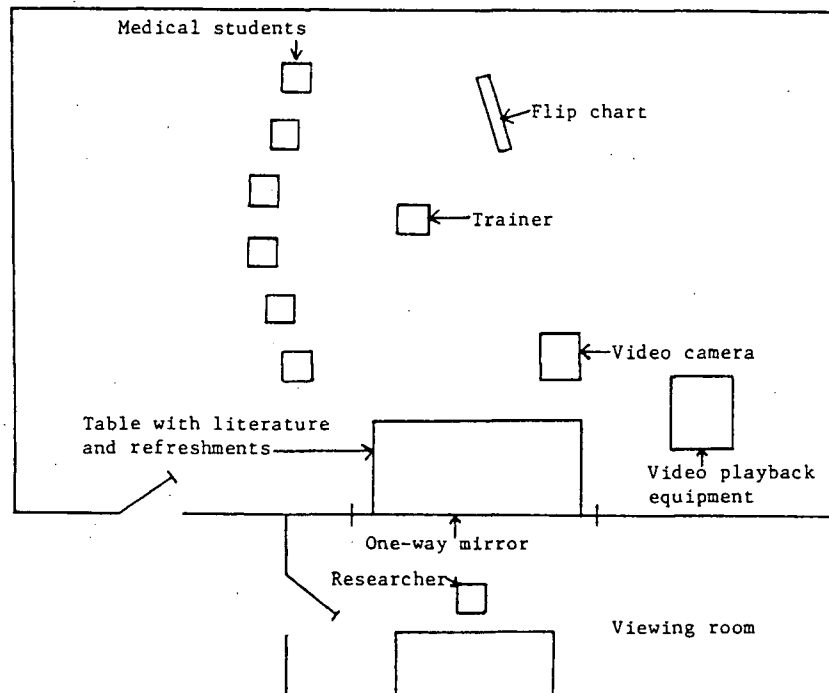 Medical students
Flip chart
Trainer
Video camera
Table with literature
and refreshments
Video playback
equipment
One-way mirror
Researcher
Viewing room